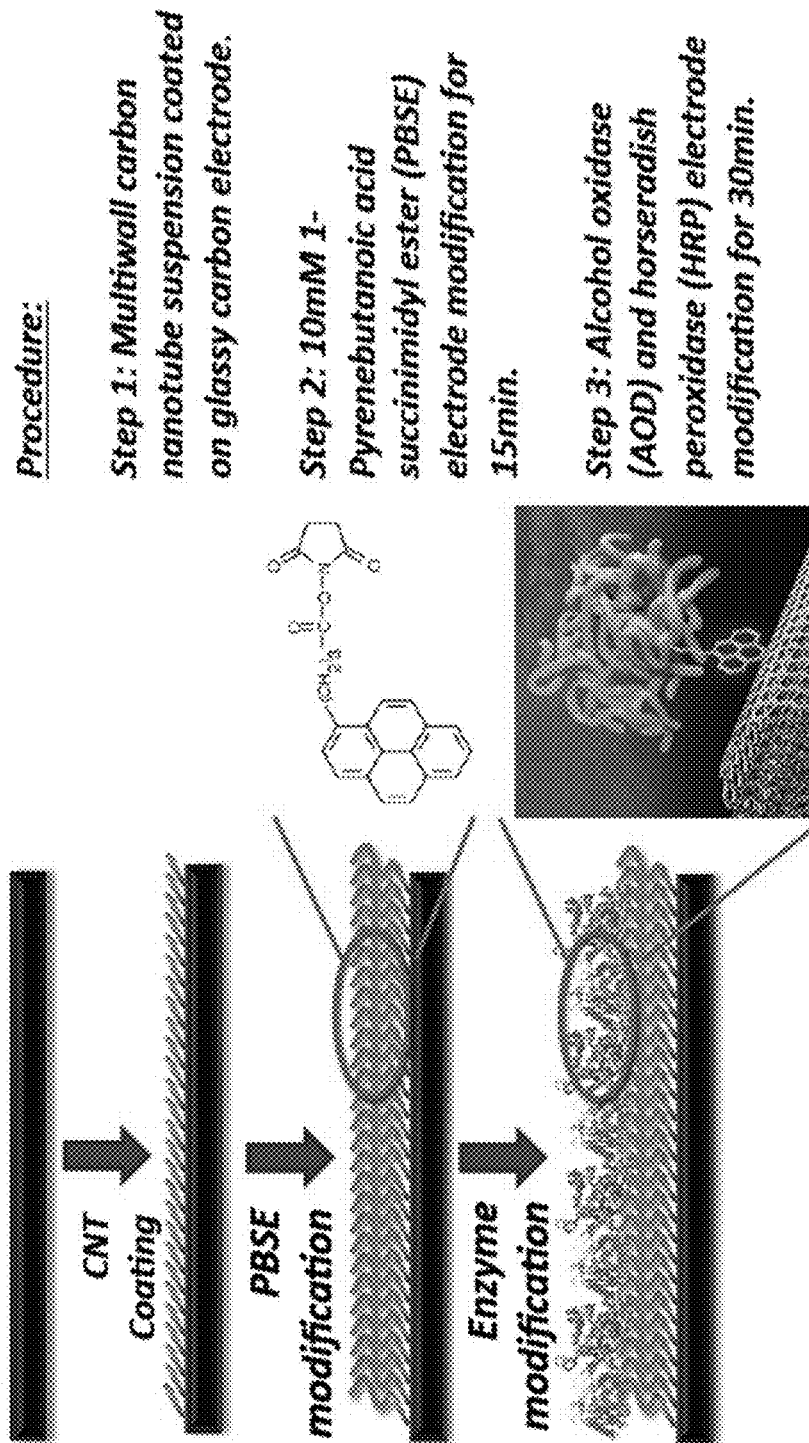 Procedure:
Step 1: Multiwall carbon
nanotube suspension coated
on glassy carbon electrode.
Step 2: 10mM 1-
Pyrenebutanoic acid
succinimidyl ester (PBSE)
electrode modification for
15min.
Step 3: Alcohol oxidase
(AOD) and horseradish
peroxidase (HRP) electrode
modification for 30min.
CNT
Coating
PBSE
modification
Enzyme
modification
(CH2)3
O
C
O
N
O
O